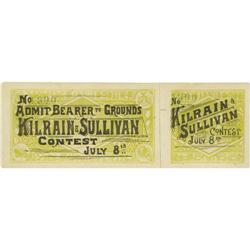 No
ADMIT BEARER TO GROUNDS
KILRAIN & SULLIVAN
CONTEST
JULY 8TH
No
KILRAIN &
SULLIVAN
CONTEST
JULY 8TH